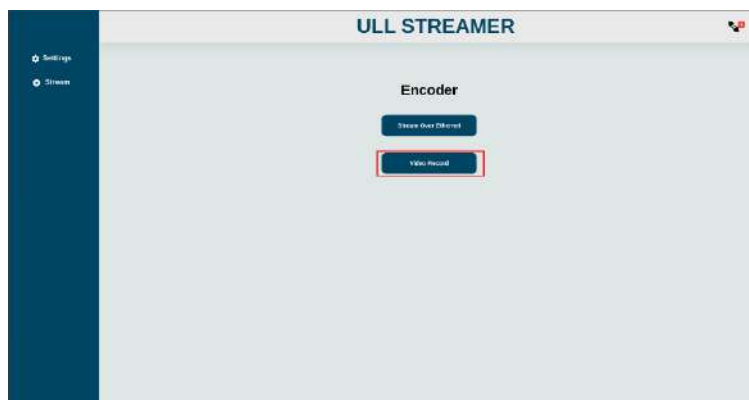 ULL STREAMER
Settings
Stream
Encoder
Stream Over Ethernet
Video Record